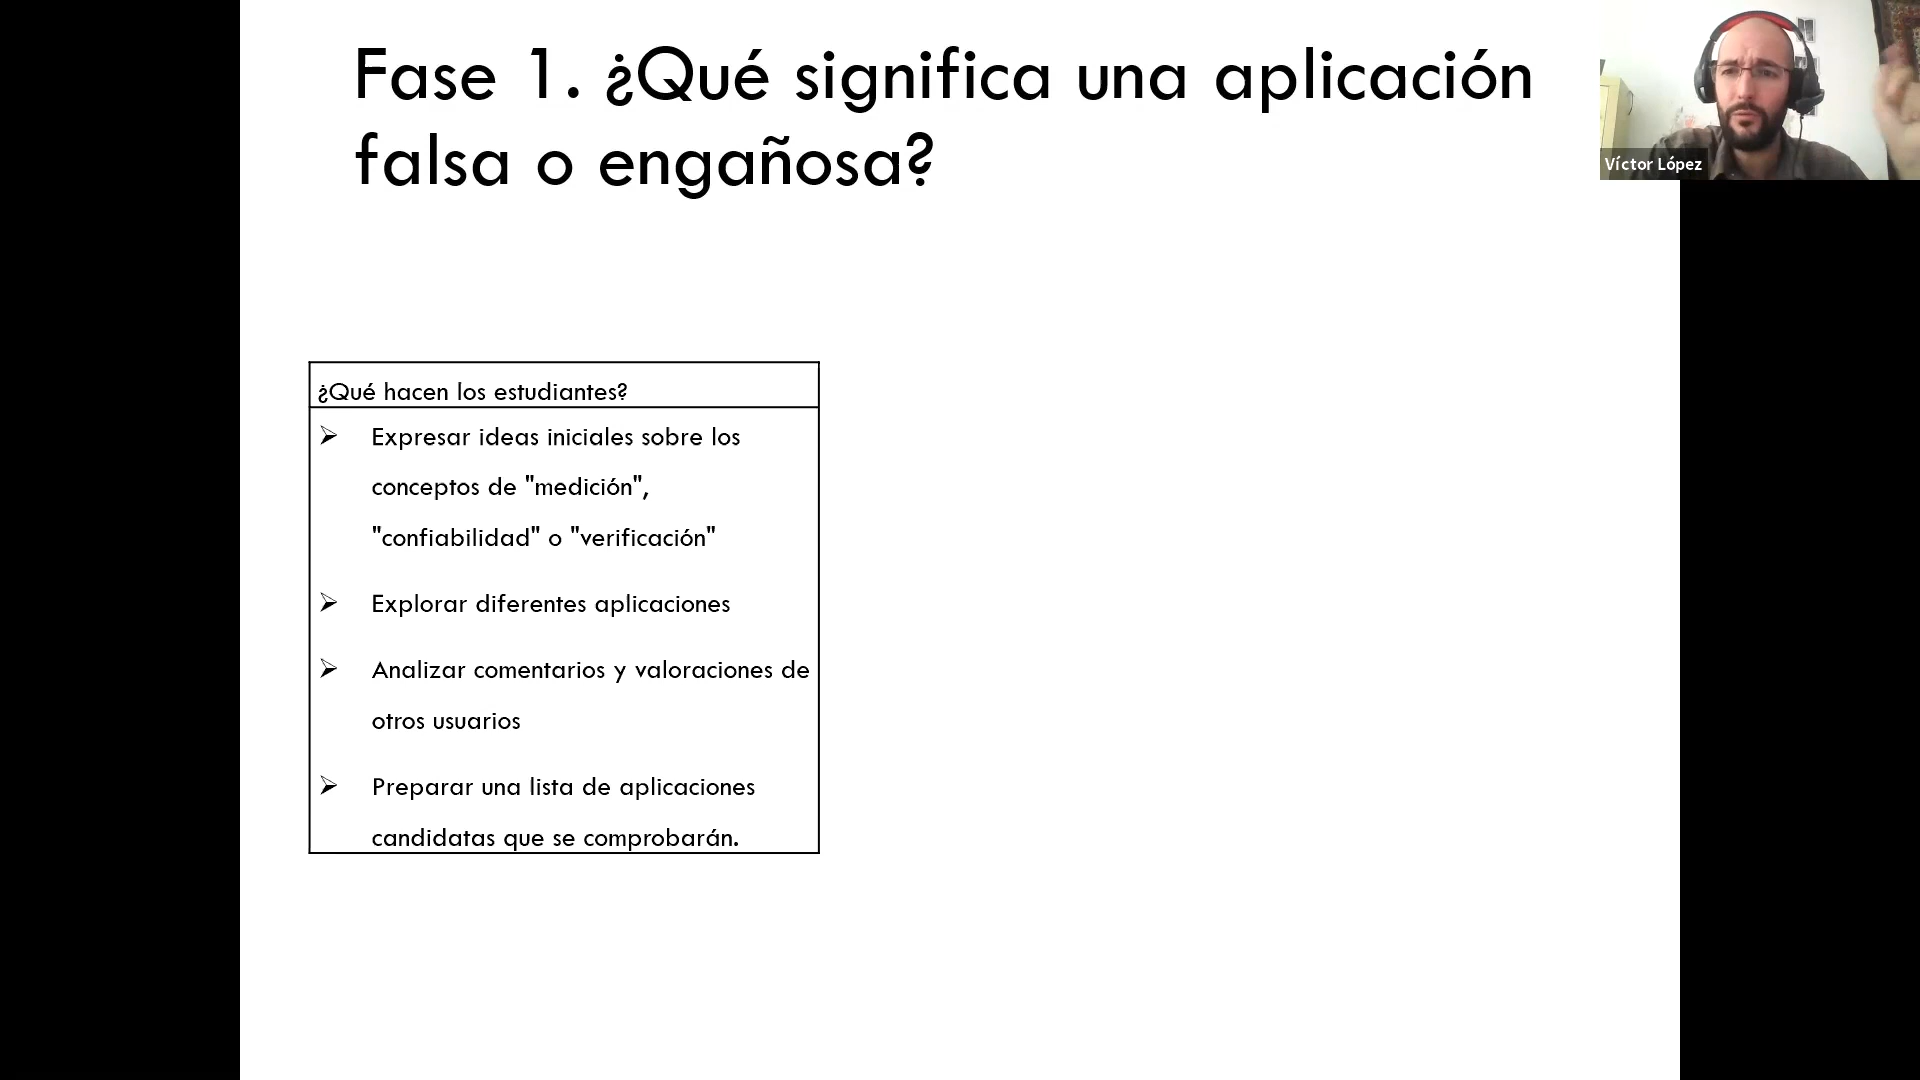 Fase 1. ¿Qué significa una aplicación
falsa o engañosa?
Víctor López
¿Qué hacen los estudiantes?
➢ Expresar ideas iniciales sobre los
conceptos de "medición",
"confiabilidad" o "verificación"
➢ Explorar diferentes aplicaciones
➢ Analizar comentarios y valoraciones de
otros usuarios
➢ Preparar una lista de aplicaciones
candidatas que se comprobarán.